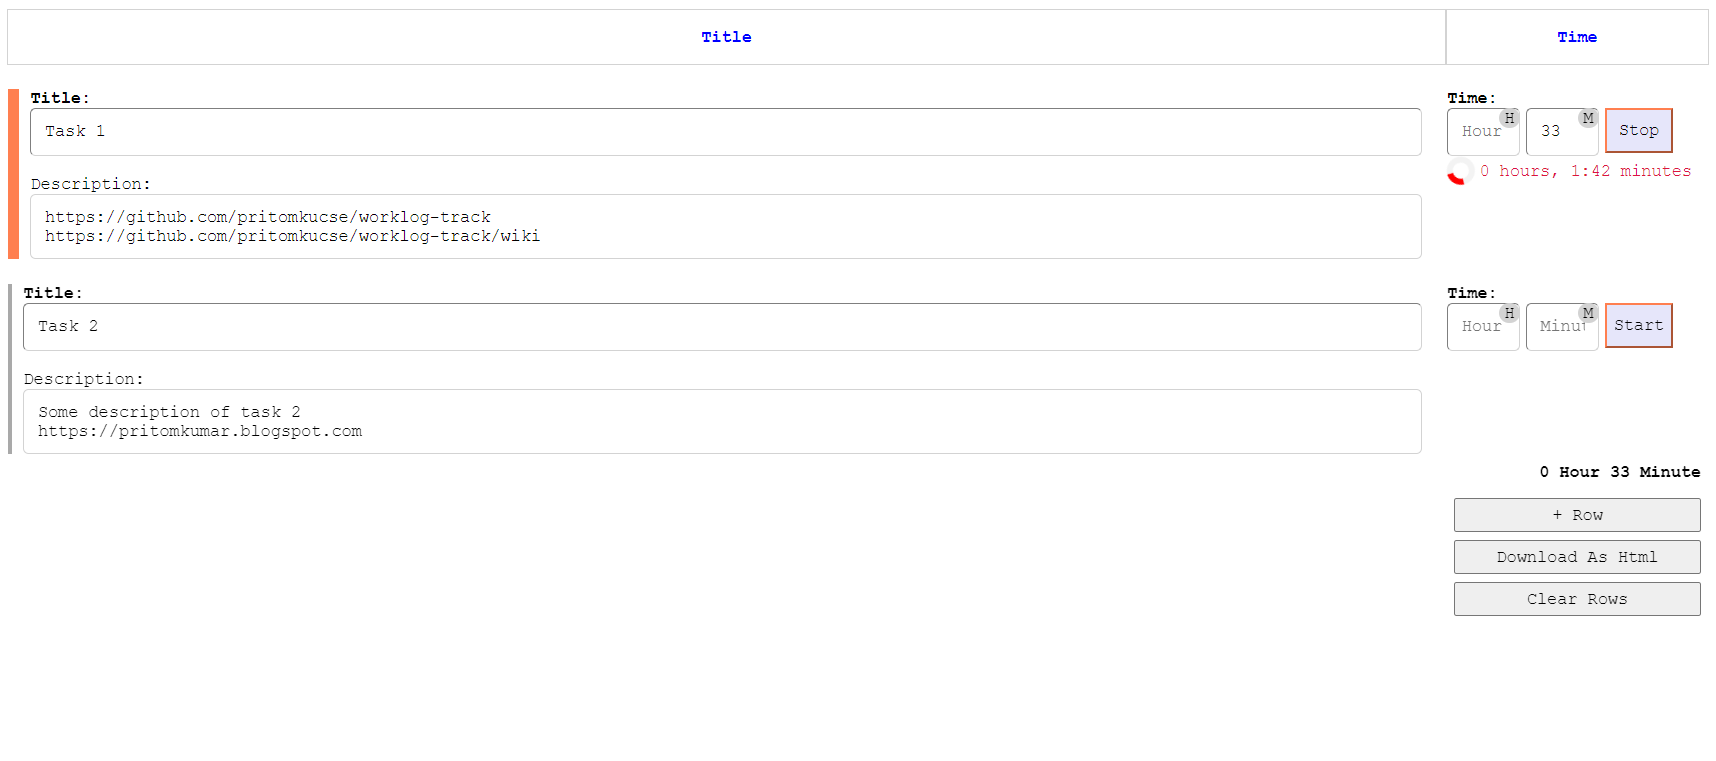 Title Time
Title: Time:
Task 1 Hour H 33 M Stop
0 hours, 1:42 minutes
Description:
https://github.com/pritomkucse/worklog-track
https://github.com/pritomkucse/worklog-track/wiki
Title: Time:
Task 2 Hour H Minut M Start
Description:
Some description of task 2
https://pritomkumar.blogspot.com
0 Hour 33 Minute
+ Row
Download As Html
Clear Rows